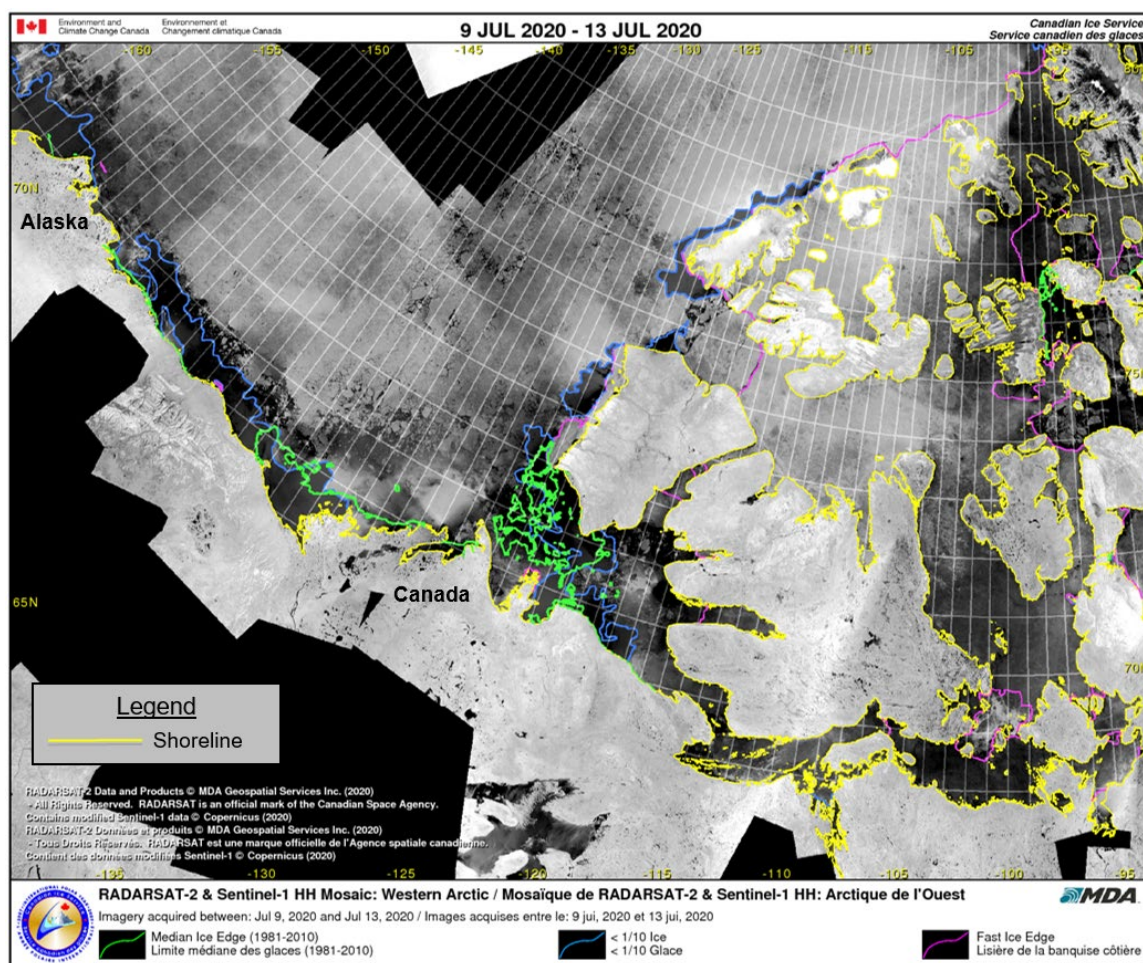 Environment and
Climate Change Canada
Environnement et
Changement climatique Canada
9 JUL 2020 - 13 JUL 2020
Canadian Ice Service
Service canadien des glaces
-160
-150
-145
-140
-135
-130
-125
-115
-105
-95
80N
70N
Alaska
75N
65N
Canada
70N
Legend
Shoreline
RADARSAT-2 Data and Products © MDA Geospatial Services Inc. (2020)
- All Rights Reserved. RADARSAT is an official mark of the Canadian Space Agency.
Contains modified Sentinel-1 data © Copernicus (2020)
RADARSAT-2 Données et produits © MDA Geospatial Services Inc. (2020)
- Tous Droits Réservés. RADARSAT est une marque officielle de l'Agence spatiale canadienne.
Contient des données modifiées Sentinel-1 © Copernicus (2020)
-135
-130
-125
-120
-115
-110
-105
-100
-95
RADARSAT-2 & Sentinel-1 HH Mosaic: Western Arctic / Mosaïque de RADARSAT-2 & Sentinel-1 HH: Arctique de l'Ouest
MDA
Imagery acquired between: Jul 9, 2020 and Jul 13, 2020 / Images acquises entre le: 9 jui, 2020 et 13 jui, 2020
Median Ice Edge (1981-2010)
Limite médiane des glaces (1981-2010)
< 1/10 Ice
< 1/10 Glace
Fast Ice Edge
Lisière de la banquise côtière